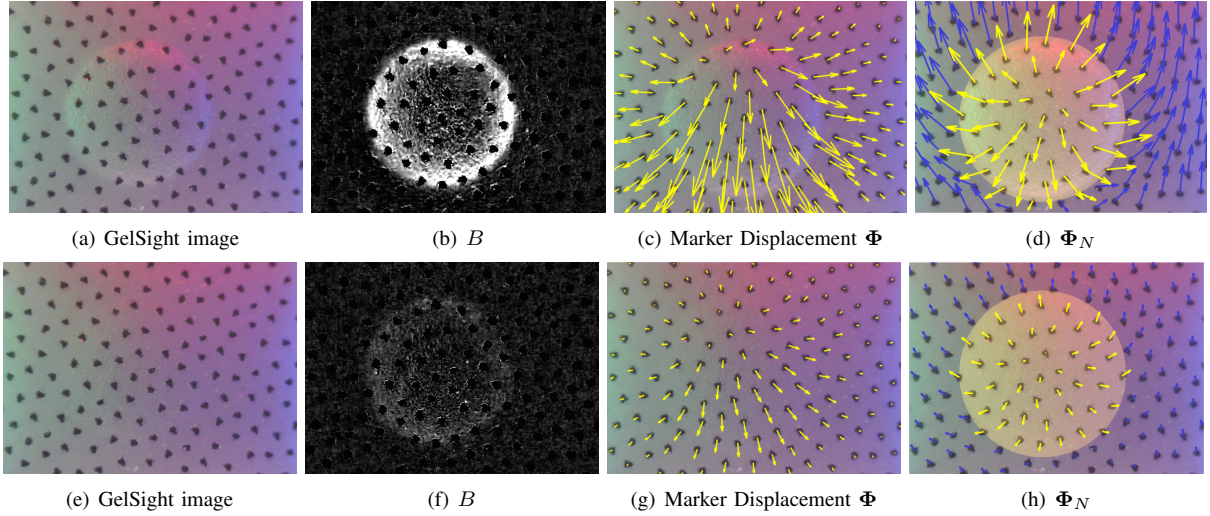 (a) GelSight image (b) B (c) Marker Displacement Φ (d) Φ_N
(e) GelSight image (f) B (g) Marker Displacement Φ (h) Φ_N